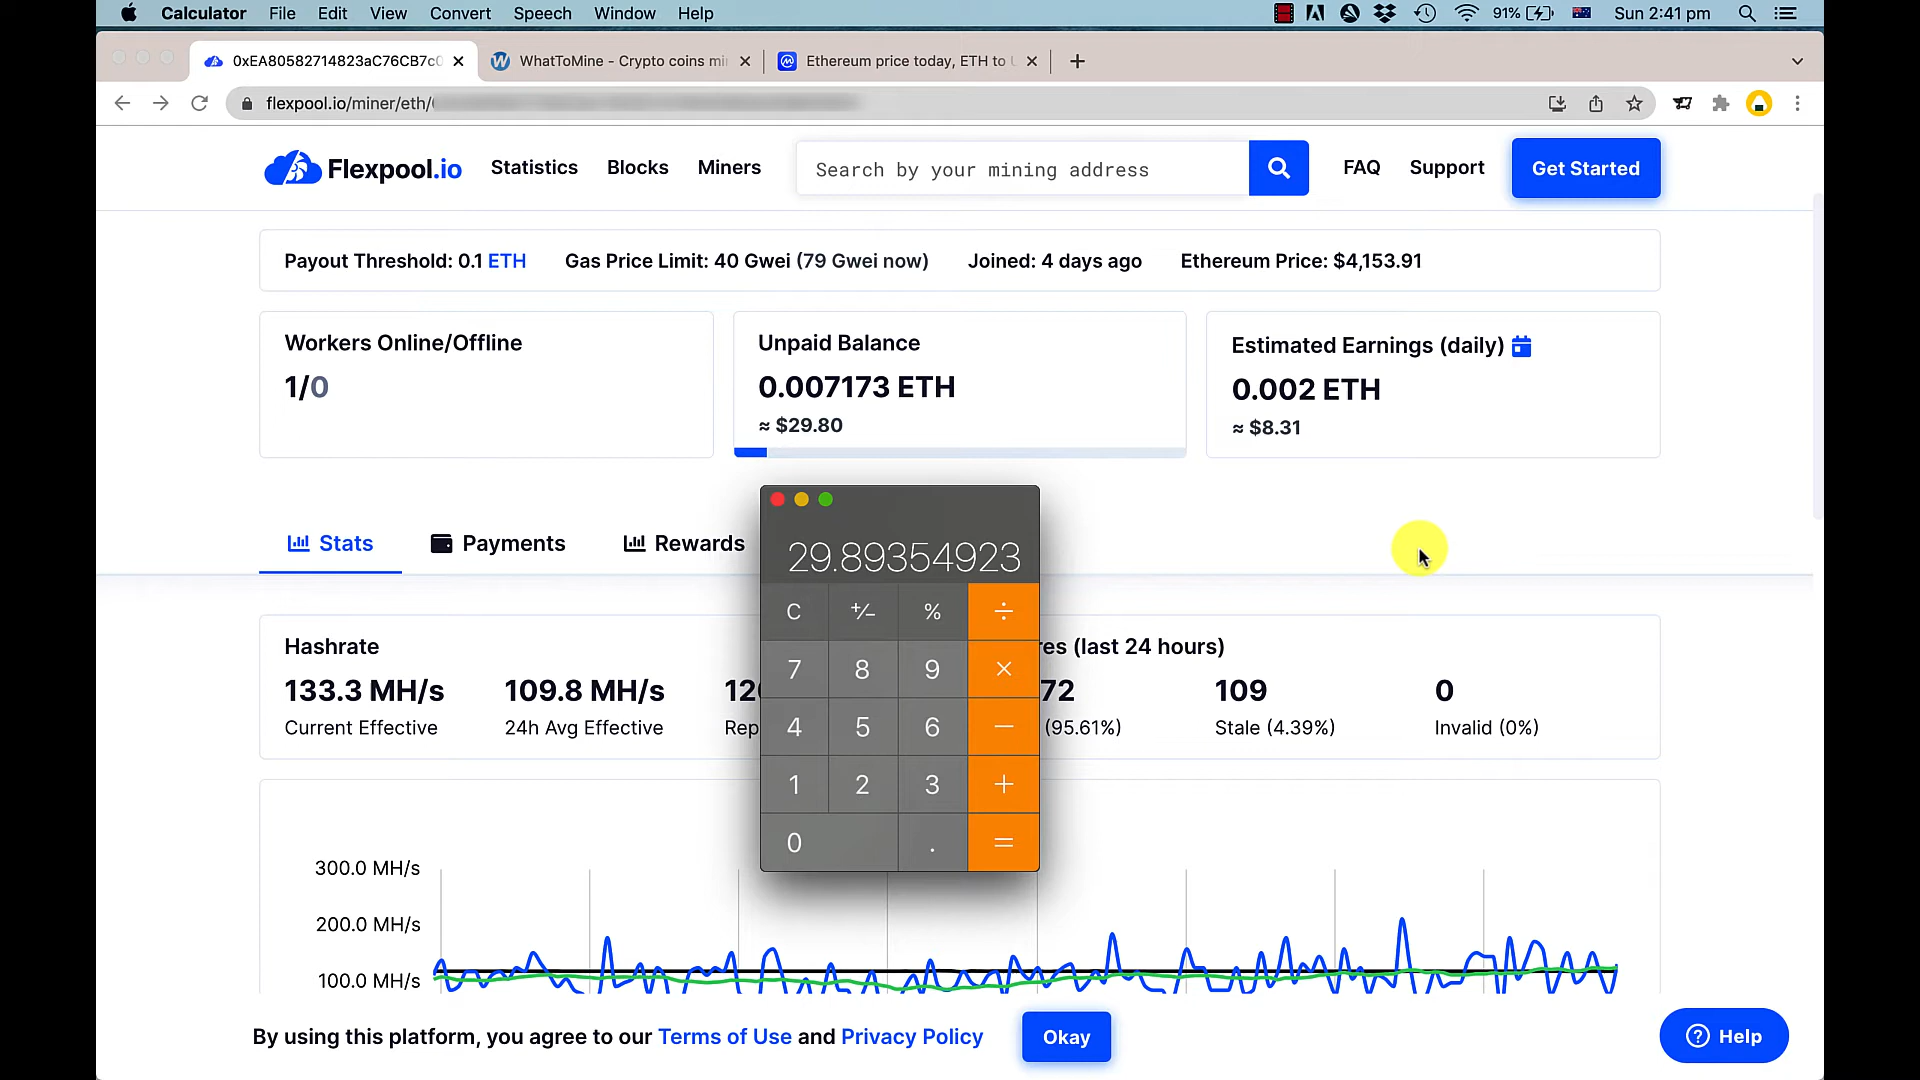 Calculator File Edit View Convert Speech Window Help 91% Sun 2:41 pm
0xEA80582714823aC76CB7c0 WhatToMine - Crypto coins mi Ethereum price today, ETH to U
flexpool.io/miner/eth/
Flexpool.io Statistics Blocks Miners Search by your mining address FAQ Support Get Started
Payout Threshold: 0.1 ETH Gas Price Limit: 40 Gwei (79 Gwei now) Joined: 4 days ago Ethereum Price: $4,153.91
Workers Online/Offline
1/0
Unpaid Balance
0.007173 ETH
≈ $29.80
Estimated Earnings (daily)
0.002 ETH
≈ $8.31
Stats Payments Rewards
29.89354923
C +/− % ÷
7 8 9 ×
4 5 6 −
1 2 3 +
0 . =
Hashrate
133.3 MH/s 109.8 MH/s 12
Current Effective 24h Avg Effective Rep
res (last 24 hours)
72 109 0
(95.61%) Stale (4.39%) Invalid (0%)
300.0 MH/s
200.0 MH/s
100.0 MH/s
By using this platform, you agree to our Terms of Use and Privacy Policy Okay
Help